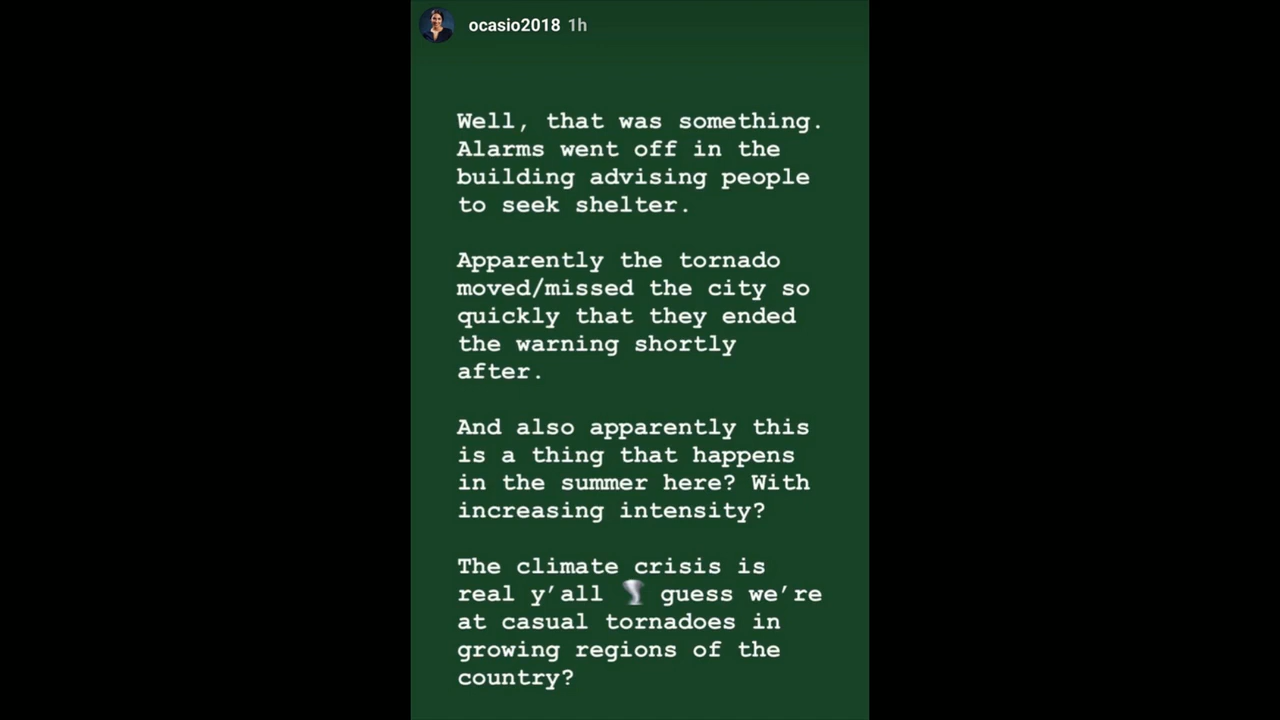 ocasio2018 1h
Well, that was something.
Alarms went off in the
building advising people
to seek shelter.
Apparently the tornado
moved/missed the city so
quickly that they ended
the warning shortly
after.
And also apparently this
is a thing that happens
in the summer here? With
increasing intensity?
The climate crisis is
real y’all 🌪 guess we’re
at casual tornadoes in
growing regions of the
country?